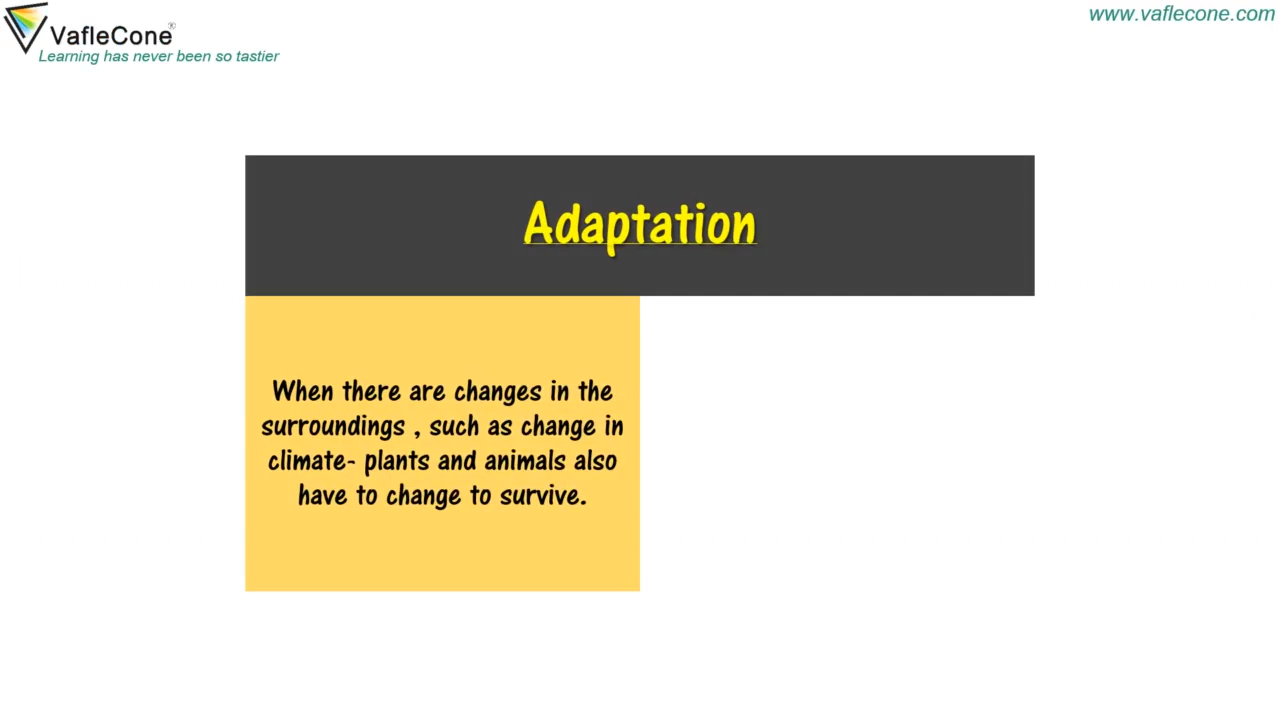 VafleCone®
Learning has never been so tastier
www.vaflecone.com
Adaptation
When there are changes in the
surroundings , such as change in
climate- plants and animals also
have to change to survive.